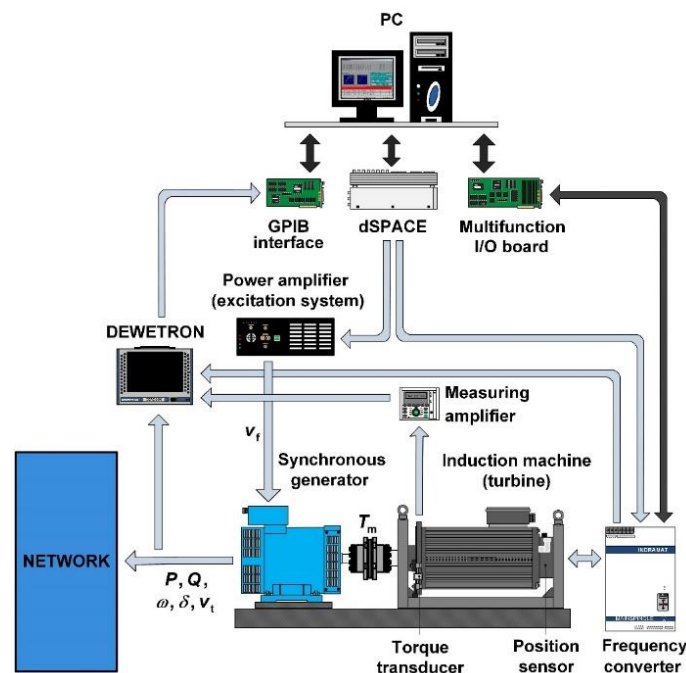 PC
GPIB
interface
dSPACE
Multifunction
I/O board
Power amplifier
(excitation system)
DEWETRON
Measuring
amplifier
v_f
Synchronous
generator
Induction machine
(turbine)
T_m
NETWORK
P, Q,
ω, δ, v_t
INDRAMAT
Torque
transducer
Position
sensor
Frequency
converter